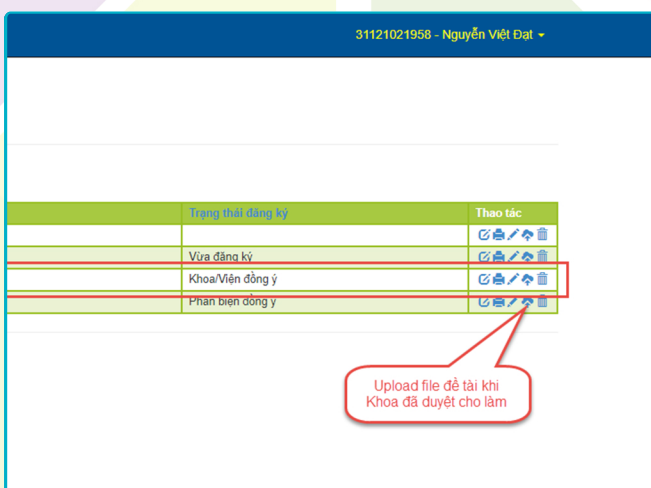 31121021958 - Nguyễn Việt Đạt
Trạng thái đăng ký Thao tác
Vừa đăng ký
Khoa/Viện đồng ý
Phản biện đồng ý
Upload file đề tài khi
Khoa đã duyệt cho làm